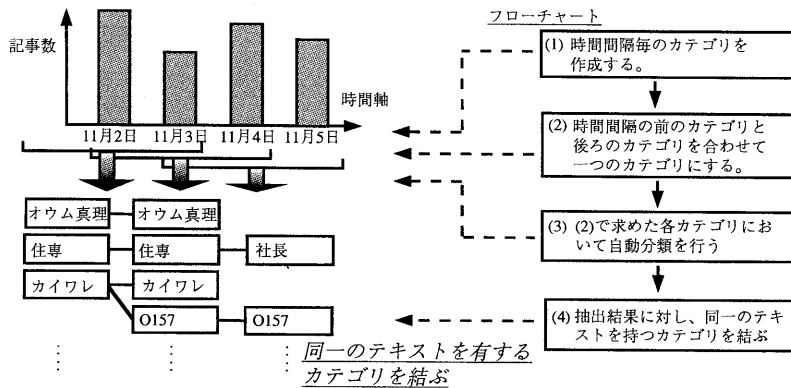 記事数
時間軸
11月2日 11月3日 11月4日 11月5日
オウム真理 オウム真理
住専 住専 社長
カイワレ カイワレ
O157 O157
同一のテキストを有する
カテゴリを結ぶ
フローチャート
(1) 時間間隔毎のカテゴリを
作成する。
(2) 時間間隔の前のカテゴリと
後ろのカテゴリを合わせて
一つのカテゴリにする。
(3) (2)で求めた各カテゴリにお
いて自動分類を行う
(4) 抽出結果に対し、同一のテキ
ストを持つカテゴリを結ぶ